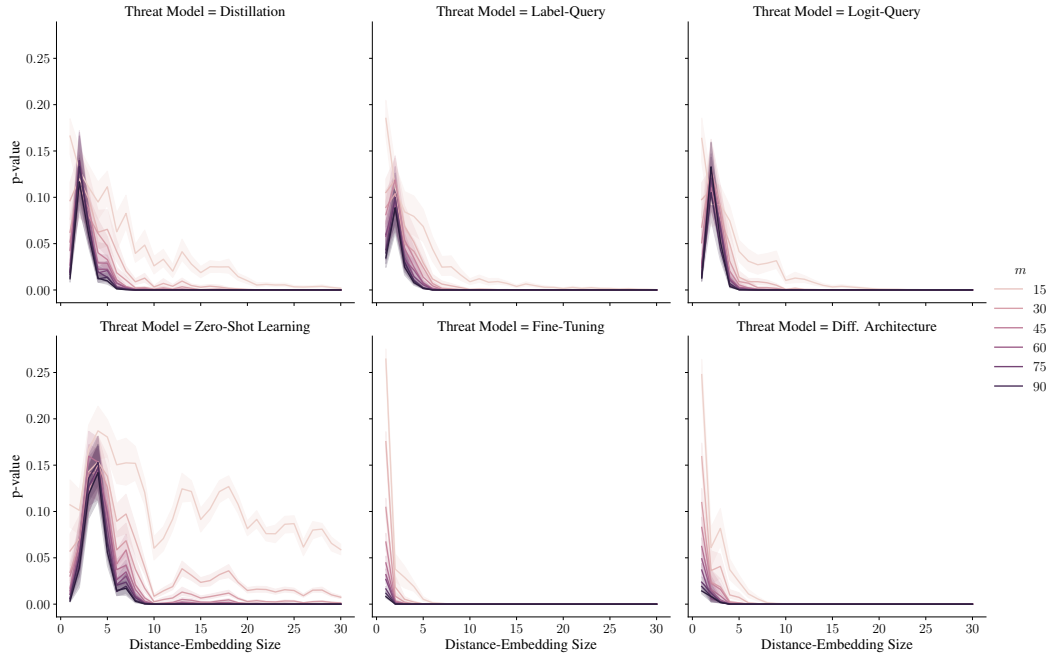 Threat Model = Distillation
Threat Model = Label-Query
Threat Model = Logit-Query
0.25
0.20
0.15
0.10
0.05
0.00
p-value
m
15
30
45
60
75
90
Threat Model = Zero-Shot Learning
Threat Model = Fine-Tuning
Threat Model = Diff. Architecture
0.25
0.20
0.15
0.10
0.05
0.00
p-value
0 5 10 15 20 25 30
0 5 10 15 20 25 30
0 5 10 15 20 25 30
Distance-Embedding Size
Distance-Embedding Size
Distance-Embedding Size